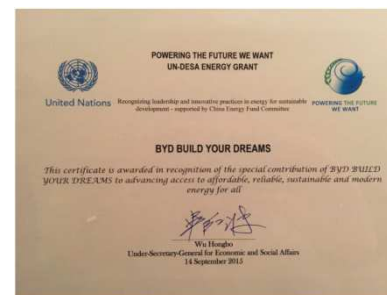 POWERING THE FUTURE WE WANT
UN-DESA ENERGY GRANT
United Nations
Recognizing leadership and innovative practices in energy for sustainable
development - supported by China Energy Fund Committee
POWERING THE FUTURE
WE WANT
BYD BUILD YOUR DREAMS
This certificate is awarded in recognition of the special contribution of BYD BUILD
YOUR DREAMS to advancing access to affordable, reliable, sustainable and modern
energy for all
Wu Hongbo
Under-Secretary-General for Economic and Social Affairs
14 September 2015